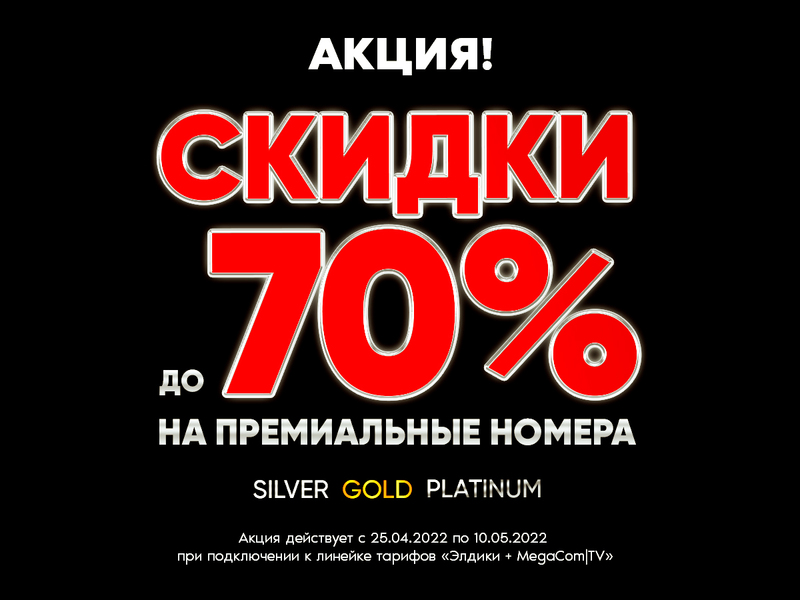 АКЦИЯ!
СКИДКИ
ДО 70%
НА ПРЕМИАЛЬНЫЕ НОМЕРА
SILVER GOLD PLATINUM
Акция действует с 25.04.2022 по 10.05.2022
при подключении к линейке тарифов «Элдики + MegaCom|TV»